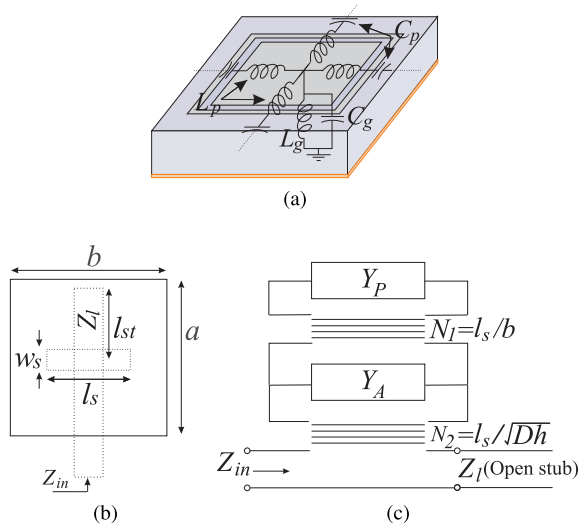 C_p
L_p
L_g
C_g
(a)
b
Z_l
l_st
a
w_s
l_s
Z_in
(b)
Y_P
N_1=l_s/b
Y_A
N_2=l_s/√Dh
Z_in
Z_l(Open stub)
(c)